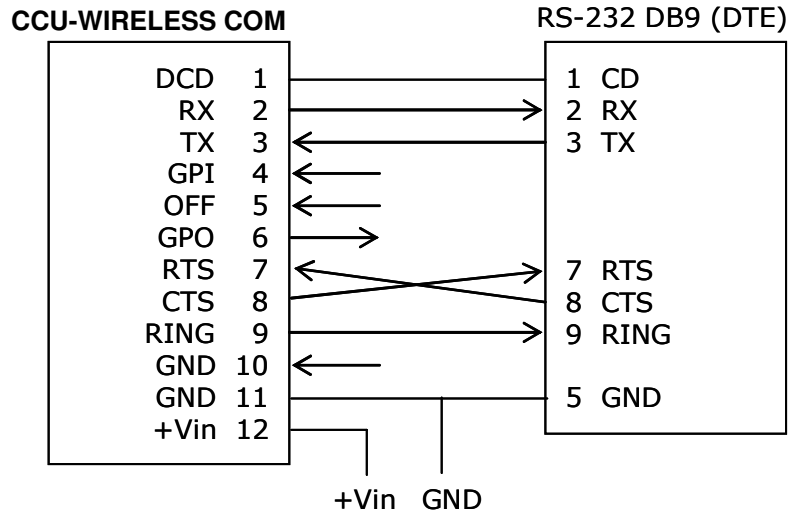 CCU-WIRELESS COM
RS-232 DB9 (DTE)
DCD 1
RX 2
TX 3
GPI 4
OFF 5
GPO 6
RTS 7
CTS 8
RING 9
GND 10
GND 11
+Vin 12
1 CD
2 RX
3 TX
7 RTS
8 CTS
9 RING
5 GND
+Vin GND